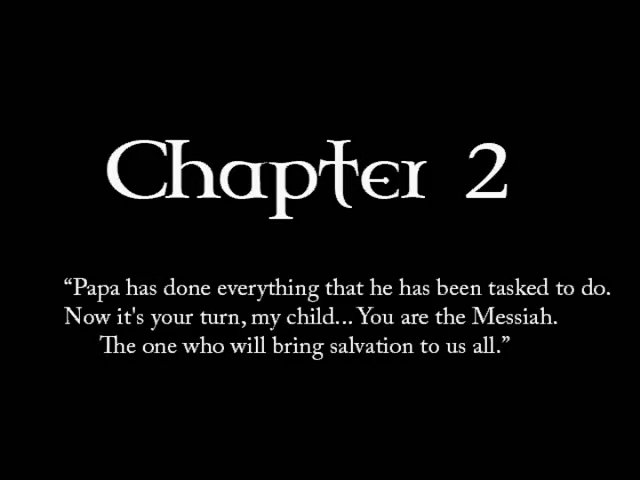 Chapter 2
“Papa has done everything that he has been tasked to do.
Now it's your turn, my child... You are the Messiah.
The one who will bring salvation to us all.”